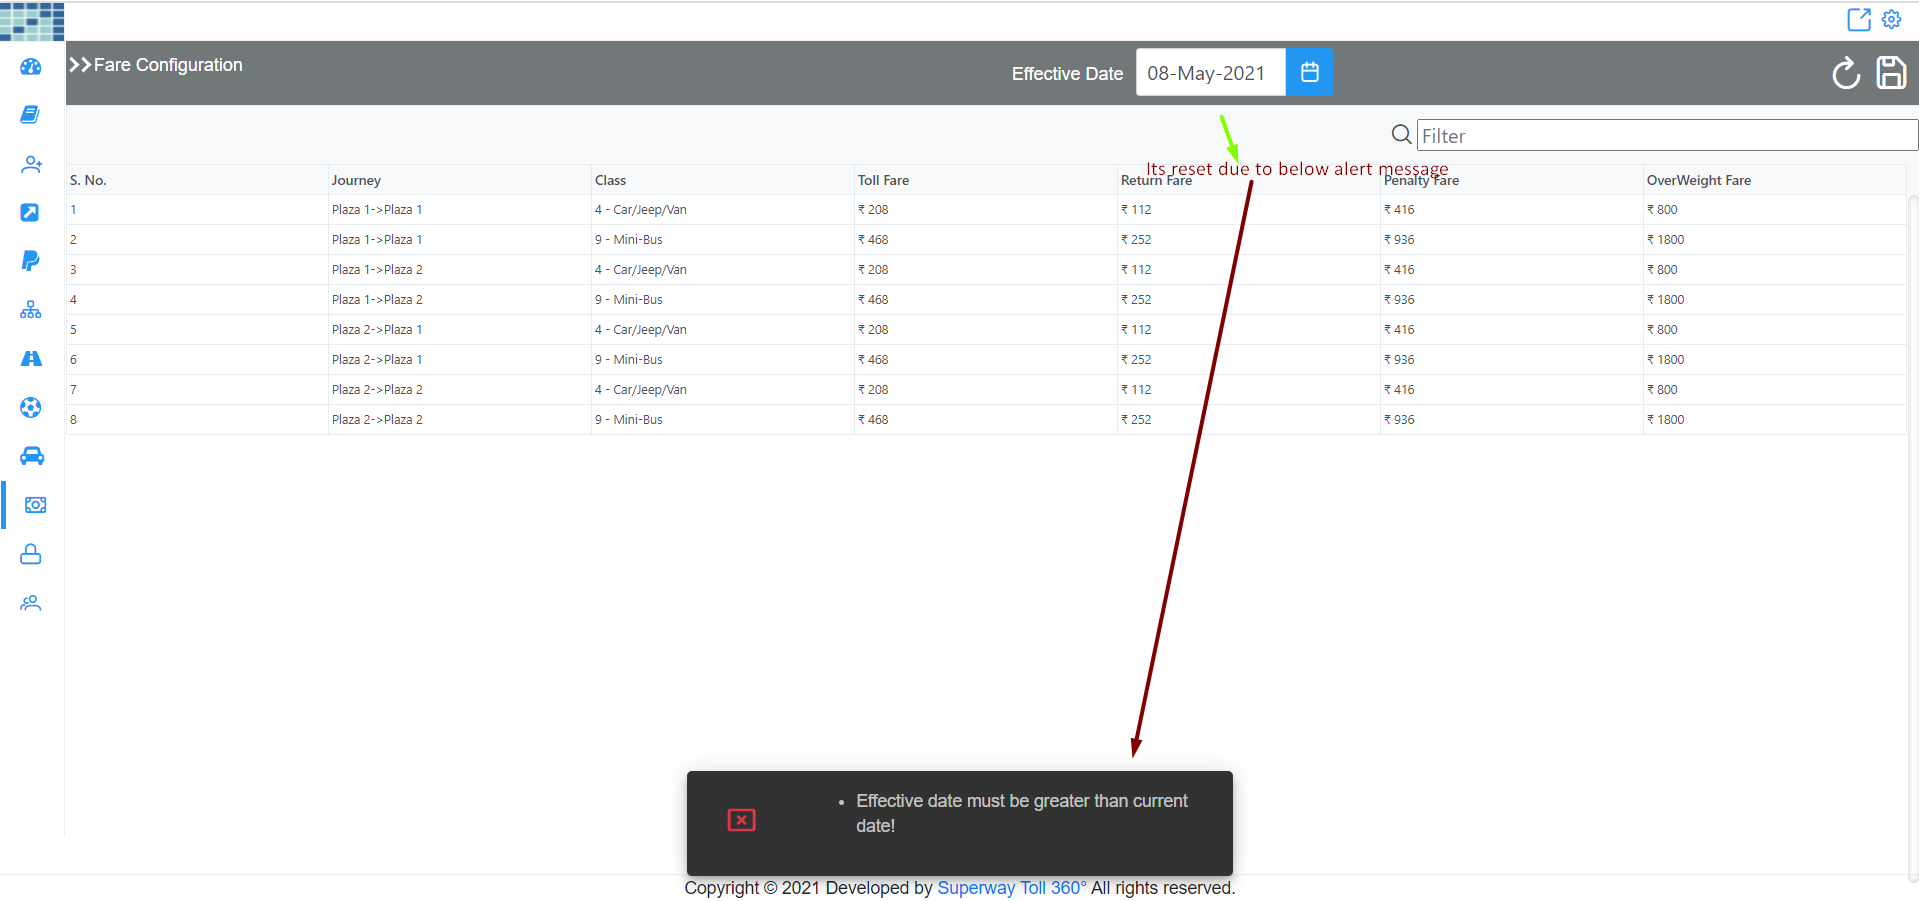 >>Fare Configuration
Effective Date 08-May-2021
Filter
Its reset due to below alert message
S. No. Journey Class Toll Fare Return Fare Penalty Fare OverWeight Fare
1 Plaza 1->Plaza 1 4 - Car/Jeep/Van ₹ 208 ₹ 112 ₹ 416 ₹ 800
2 Plaza 1->Plaza 1 9 - Mini-Bus ₹ 468 ₹ 252 ₹ 936 ₹ 1800
3 Plaza 1->Plaza 2 4 - Car/Jeep/Van ₹ 208 ₹ 112 ₹ 416 ₹ 800
4 Plaza 1->Plaza 2 9 - Mini-Bus ₹ 468 ₹ 252 ₹ 936 ₹ 1800
5 Plaza 2->Plaza 1 4 - Car/Jeep/Van ₹ 208 ₹ 112 ₹ 416 ₹ 800
6 Plaza 2->Plaza 1 9 - Mini-Bus ₹ 468 ₹ 252 ₹ 936 ₹ 1800
7 Plaza 2->Plaza 2 4 - Car/Jeep/Van ₹ 208 ₹ 112 ₹ 416 ₹ 800
8 Plaza 2->Plaza 2 9 - Mini-Bus ₹ 468 ₹ 252 ₹ 936 ₹ 1800
• Effective date must be greater than current
date!
Copyright © 2021 Developed by Superway Toll 360° All rights reserved.